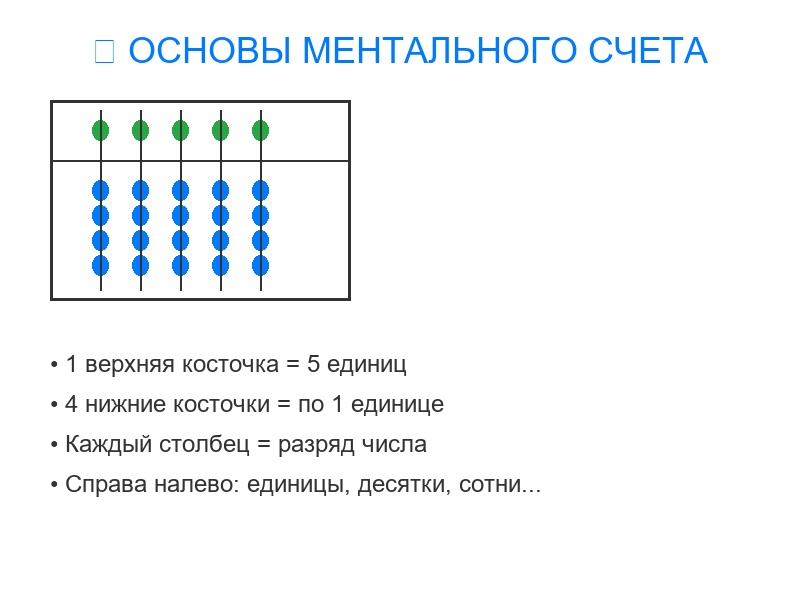 ОСНОВЫ МЕНТАЛЬНОГО СЧЕТА
• 1 верхняя косточка = 5 единиц
• 4 нижние косточки = по 1 единице
• Каждый столбец = разряд числа
• Справа налево: единицы, десятки, сотни...